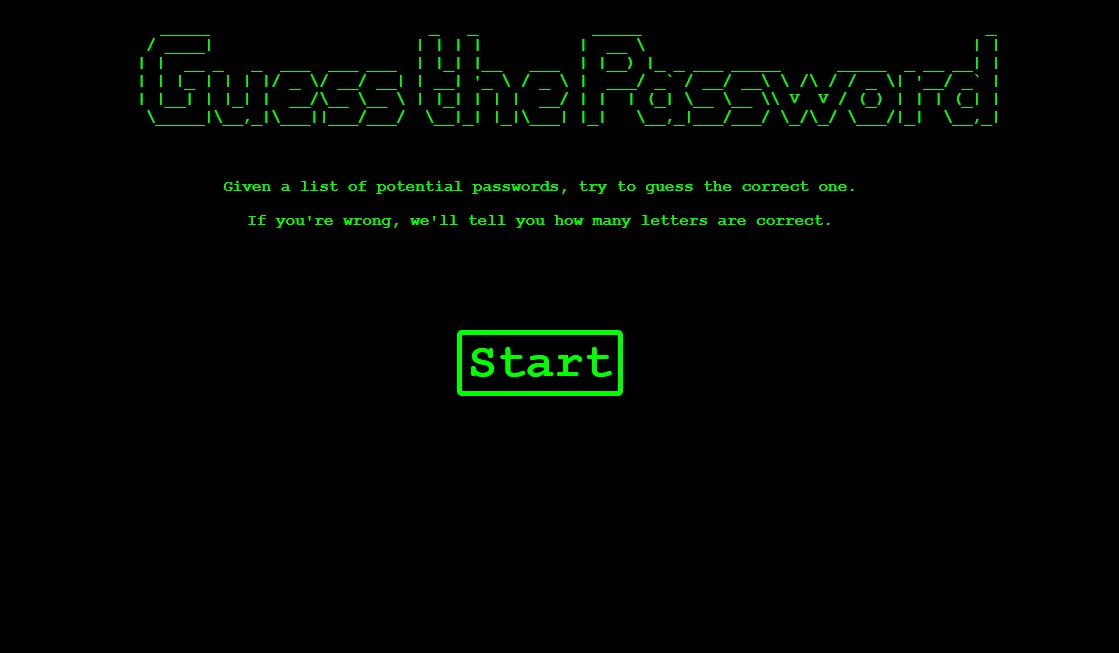 Guess the Password
Given a list of potential passwords, try to guess the correct one.
If you're wrong, we'll tell you how many letters are correct.
Start